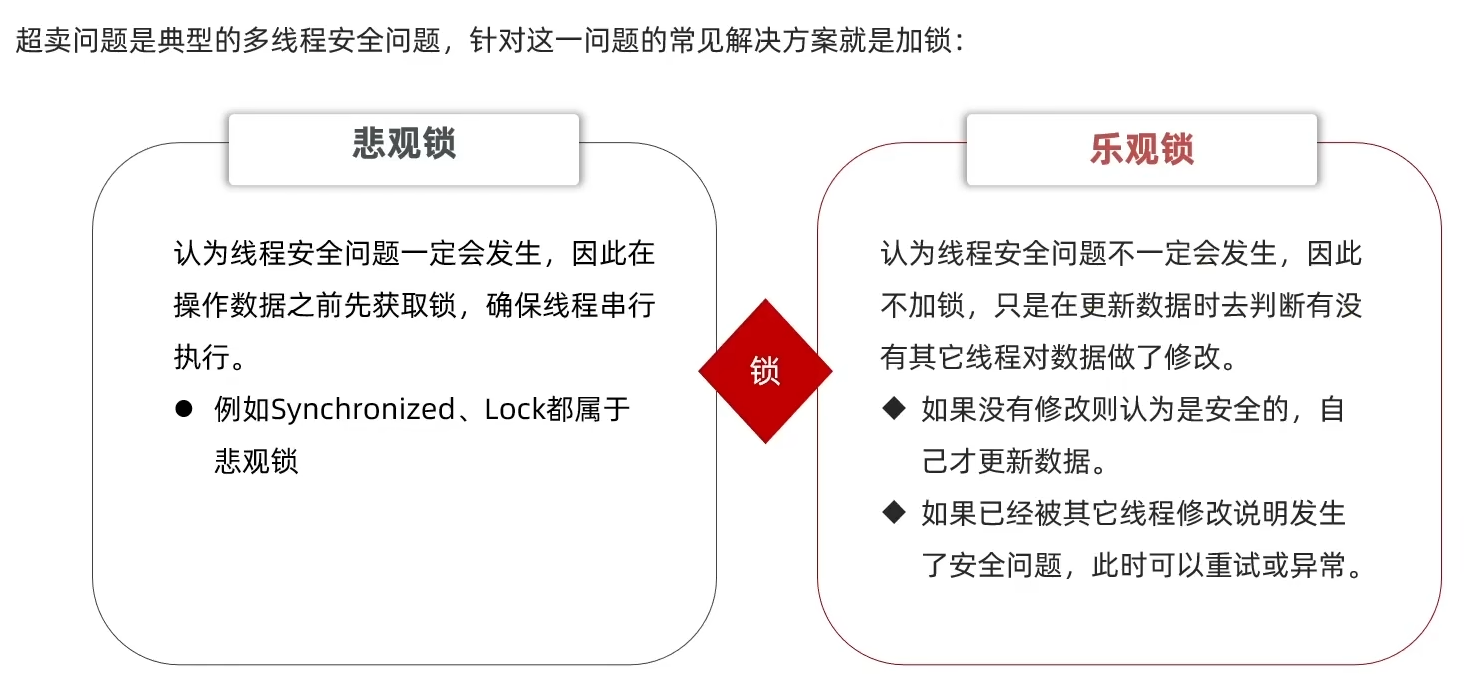 超卖问题是典型的多线程安全问题，针对这一问题的常见解决方案就是加锁：
悲观锁
认为线程安全问题一定会发生，因此在
操作数据之前先获取锁，确保线程串行
执行。
● 例如Synchronized、Lock都属于
悲观锁
锁
乐观锁
认为线程安全问题不一定会发生，因此
不加锁，只是在更新数据时去判断有没
有其它线程对数据做了修改。
◆ 如果没有修改则认为是安全的，自
己才更新数据。
◆ 如果已经被其它线程修改说明发生
了安全问题，此时可以重试或异常。